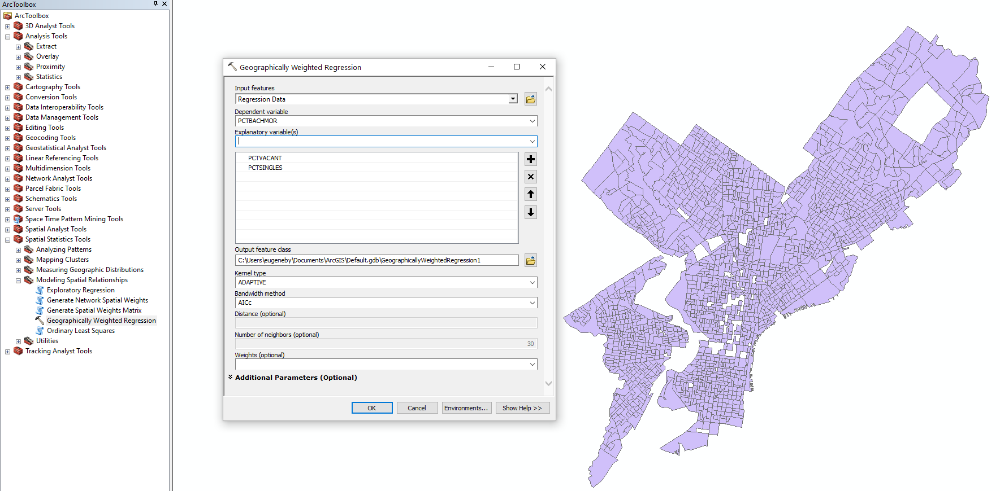 ArcToolbox
ArcToolbox
3D Analyst Tools
Analysis Tools
Extract
Overlay
Proximity
Statistics
Cartography Tools
Conversion Tools
Data Interoperability Tools
Data Management Tools
Editing Tools
Geocoding Tools
Geostatistical Analyst Tools
Linear Referencing Tools
Multidimension Tools
Network Analyst Tools
Parcel Fabric Tools
Schematics Tools
Server Tools
Space Time Pattern Mining Tools
Spatial Analyst Tools
Spatial Statistics Tools
Analyzing Patterns
Mapping Clusters
Measuring Geographic Distributions
Modeling Spatial Relationships
Exploratory Regression
Generate Network Spatial Weights
Generate Spatial Weights Matrix
Geographically Weighted Regression
Ordinary Least Squares
Utilities
Tracking Analyst Tools
Geographically Weighted Regression
Input features
Regression Data
Dependent variable
PCTBACHMOR
Explanatory variable(s)
PCTVACANT
PCTSINGLES
Output feature class
C:\Users\eugeneby\Documents\ArcGIS\Default.gdb\GeographicallyWeightedRegression1
Kernel type
ADAPTIVE
Bandwidth method
AICc
Distance (optional)
Number of neighbors (optional)
30
Weights (optional)
Additional Parameters (Optional)
OK Cancel Environments... Show Help >>